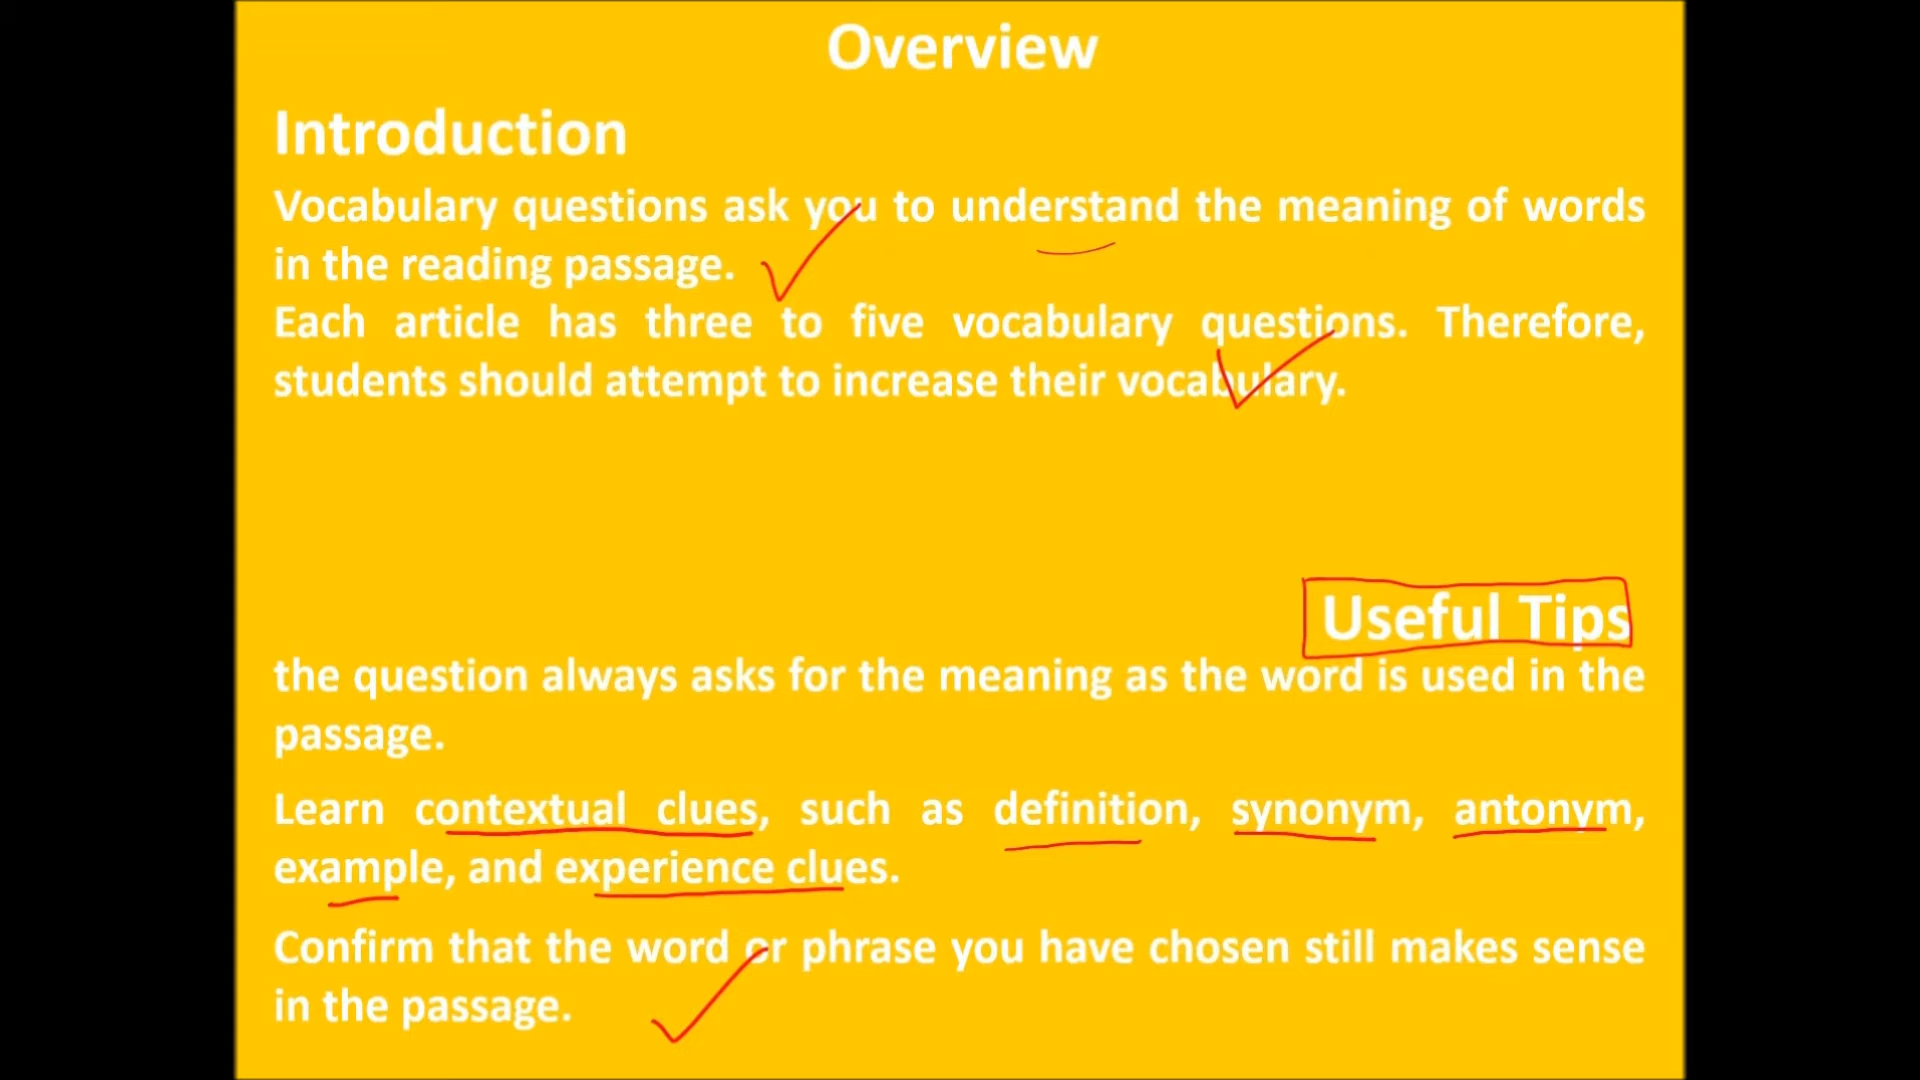 Overview
Introduction
Vocabulary questions ask you to understand the meaning of words
in the reading passage.
Each article has three to five vocabulary questions. Therefore,
students should attempt to increase their vocabulary.
Useful Tips
the question always asks for the meaning as the word is used in the
passage.
Learn contextual clues, such as definition, synonym, antonym,
example, and experience clues.
Confirm that the word or phrase you have chosen still makes sense
in the passage.